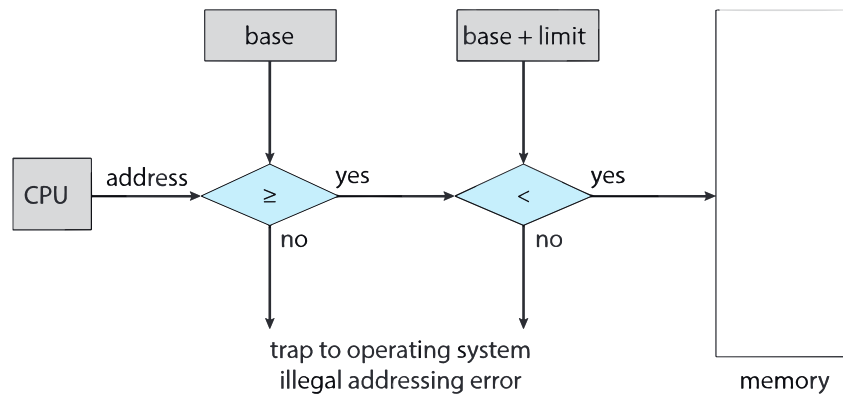 base
base + limit
CPU
address
≥
yes
<
yes
no
no
trap to operating system
illegal addressing error
memory